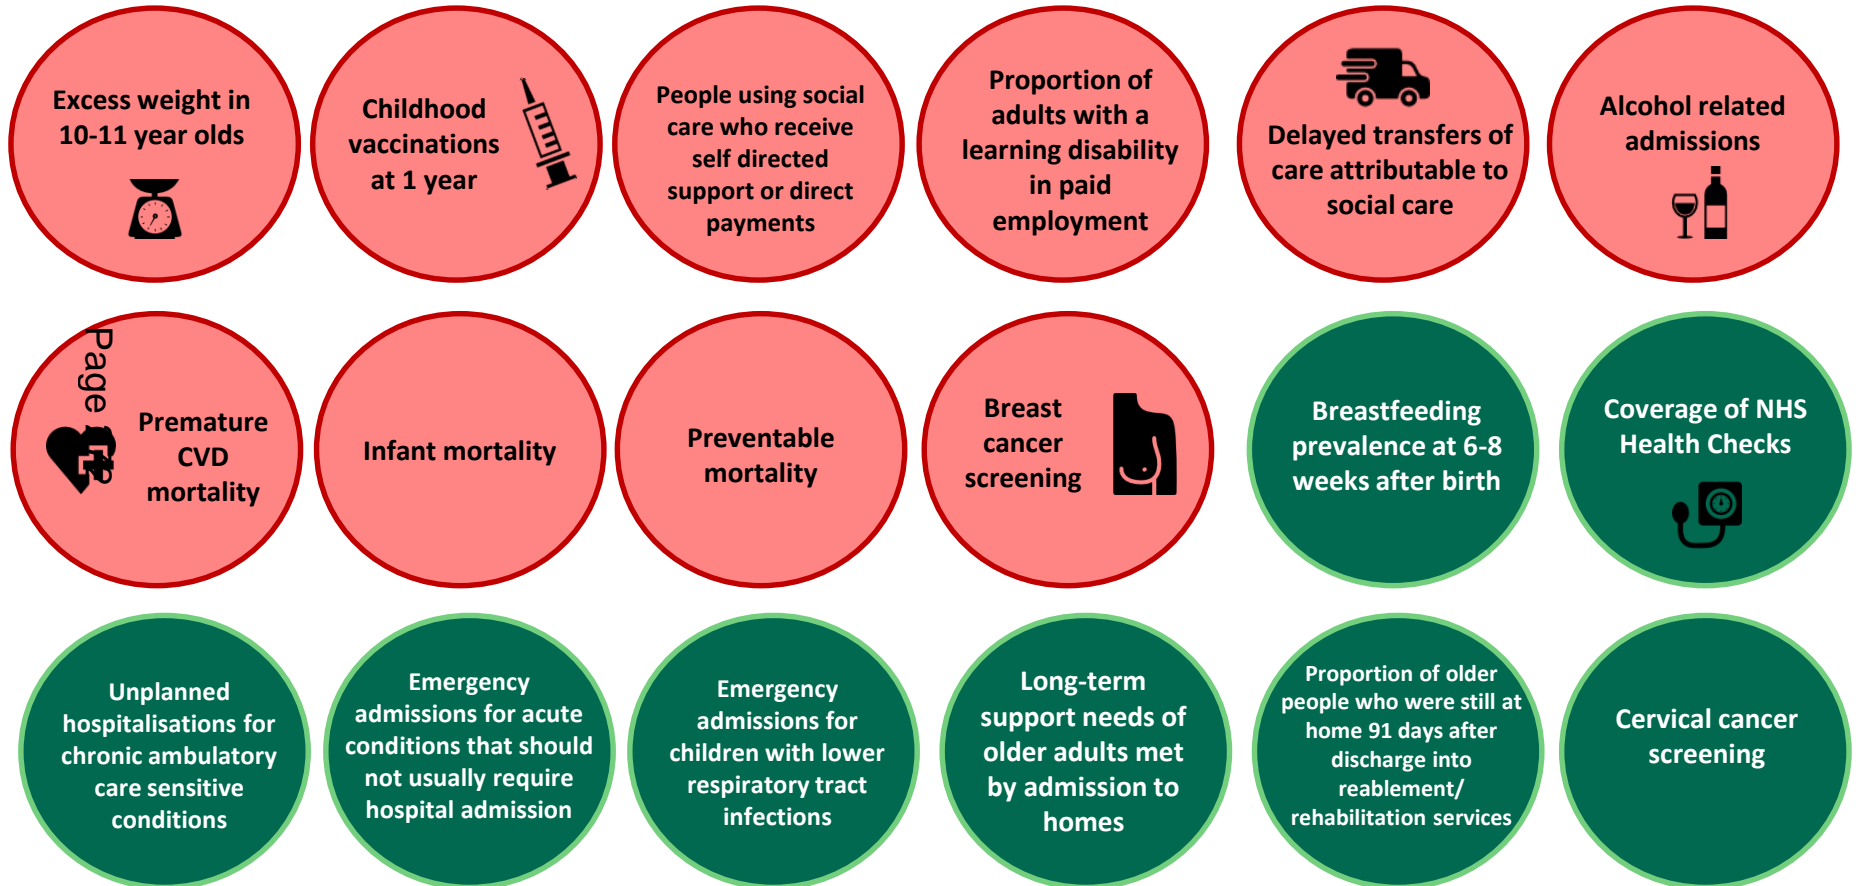 Excess weight in
10-11 year olds
Childhood
vaccinations
at 1 year
People using social
care who receive
self directed
support or direct
payments
Proportion of
adults with a
learning disability
in paid
employment
Delayed transfers of
care attributable to
social care
Alcohol related
admissions
Page
Premature
CVD
mortality
Infant mortality
Preventable
mortality
Breast
cancer
screening
Breastfeeding
prevalence at 6-8
weeks after birth
Coverage of NHS
Health Checks
Unplanned
hospitalisations for
chronic ambulatory
care sensitive
conditions
Emergency
admissions for acute
conditions that should
not usually require
hospital admission
Emergency
admissions for
children with lower
respiratory tract
infections
Long-term
support needs of
older adults met
by admission to
homes
Proportion of older
people who were still at
home 91 days after
discharge into
reablement/
rehabilitation services
Cervical cancer
screening